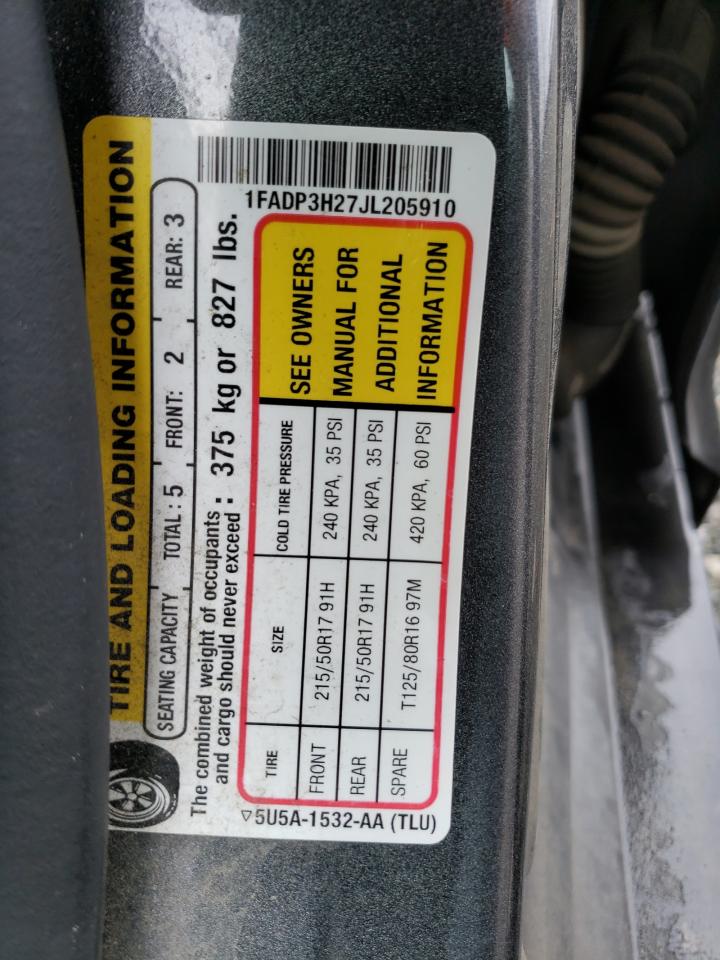 TIRE AND LOADING INFORMATION
SEATING CAPACITY TOTAL : 5 FRONT: 2 REAR: 3
The combined weight of occupants
and cargo should never exceed : 375 kg or 827 lbs.
TIRE SIZE COLD TIRE PRESSURE
FRONT 215/50R17 91H 240 KPA, 35 PSI
REAR 215/50R17 91H 240 KPA, 35 PSI
SPARE T125/80R16 97M 420 KPA, 60 PSI
SEE OWNERS
MANUAL FOR
ADDITIONAL
INFORMATION
5U5A-1532-AA (TLU)
1FADP3H27JL205910